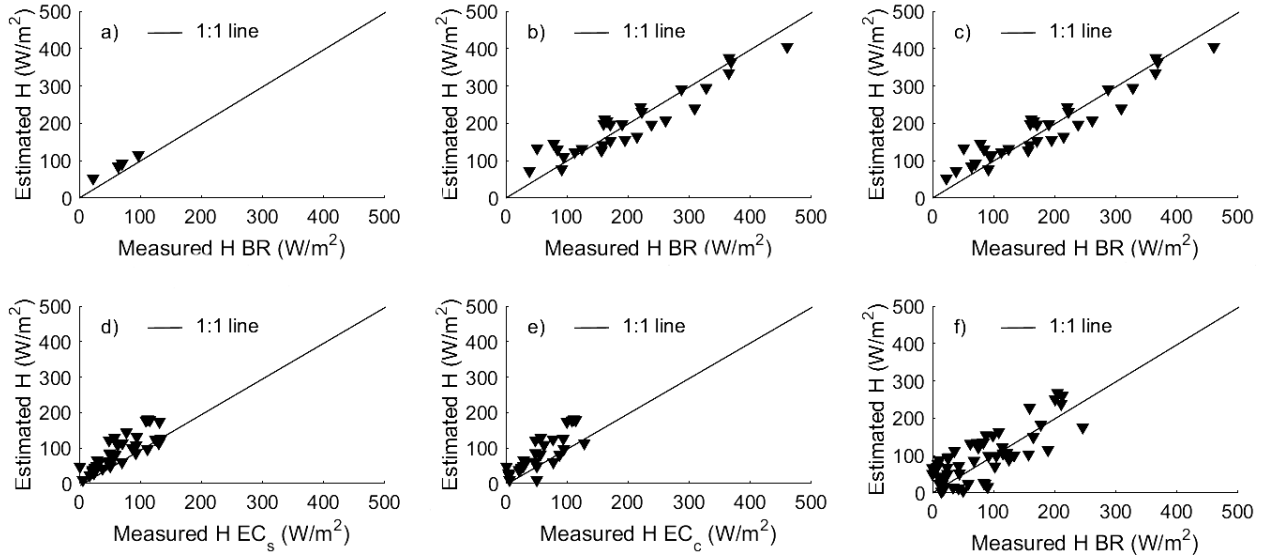 a) 1:1 line
500
400
300
200
100
0
0 100 200 300 400 500
Estimated H (W/m²)
Measured H BR (W/m²)
b) 1:1 line
500
400
300
200
100
0
0 100 200 300 400 500
Estimated H (W/m²)
Measured H BR (W/m²)
c) 1:1 line
500
400
300
200
100
0
0 100 200 300 400 500
Estimated H (W/m²)
Measured H BR (W/m²)
d) 1:1 line
500
400
300
200
100
0
0 100 200 300 400 500
Estimated H (W/m²)
Measured H ECₛ (W/m²)
e) 1:1 line
500
400
300
200
100
0
0 100 200 300 400 500
Estimated H (W/m²)
Measured H EC_c (W/m²)
f) 1:1 line
500
400
300
200
100
0
0 100 200 300 400 500
Estimated H (W/m²)
Measured H BR (W/m²)